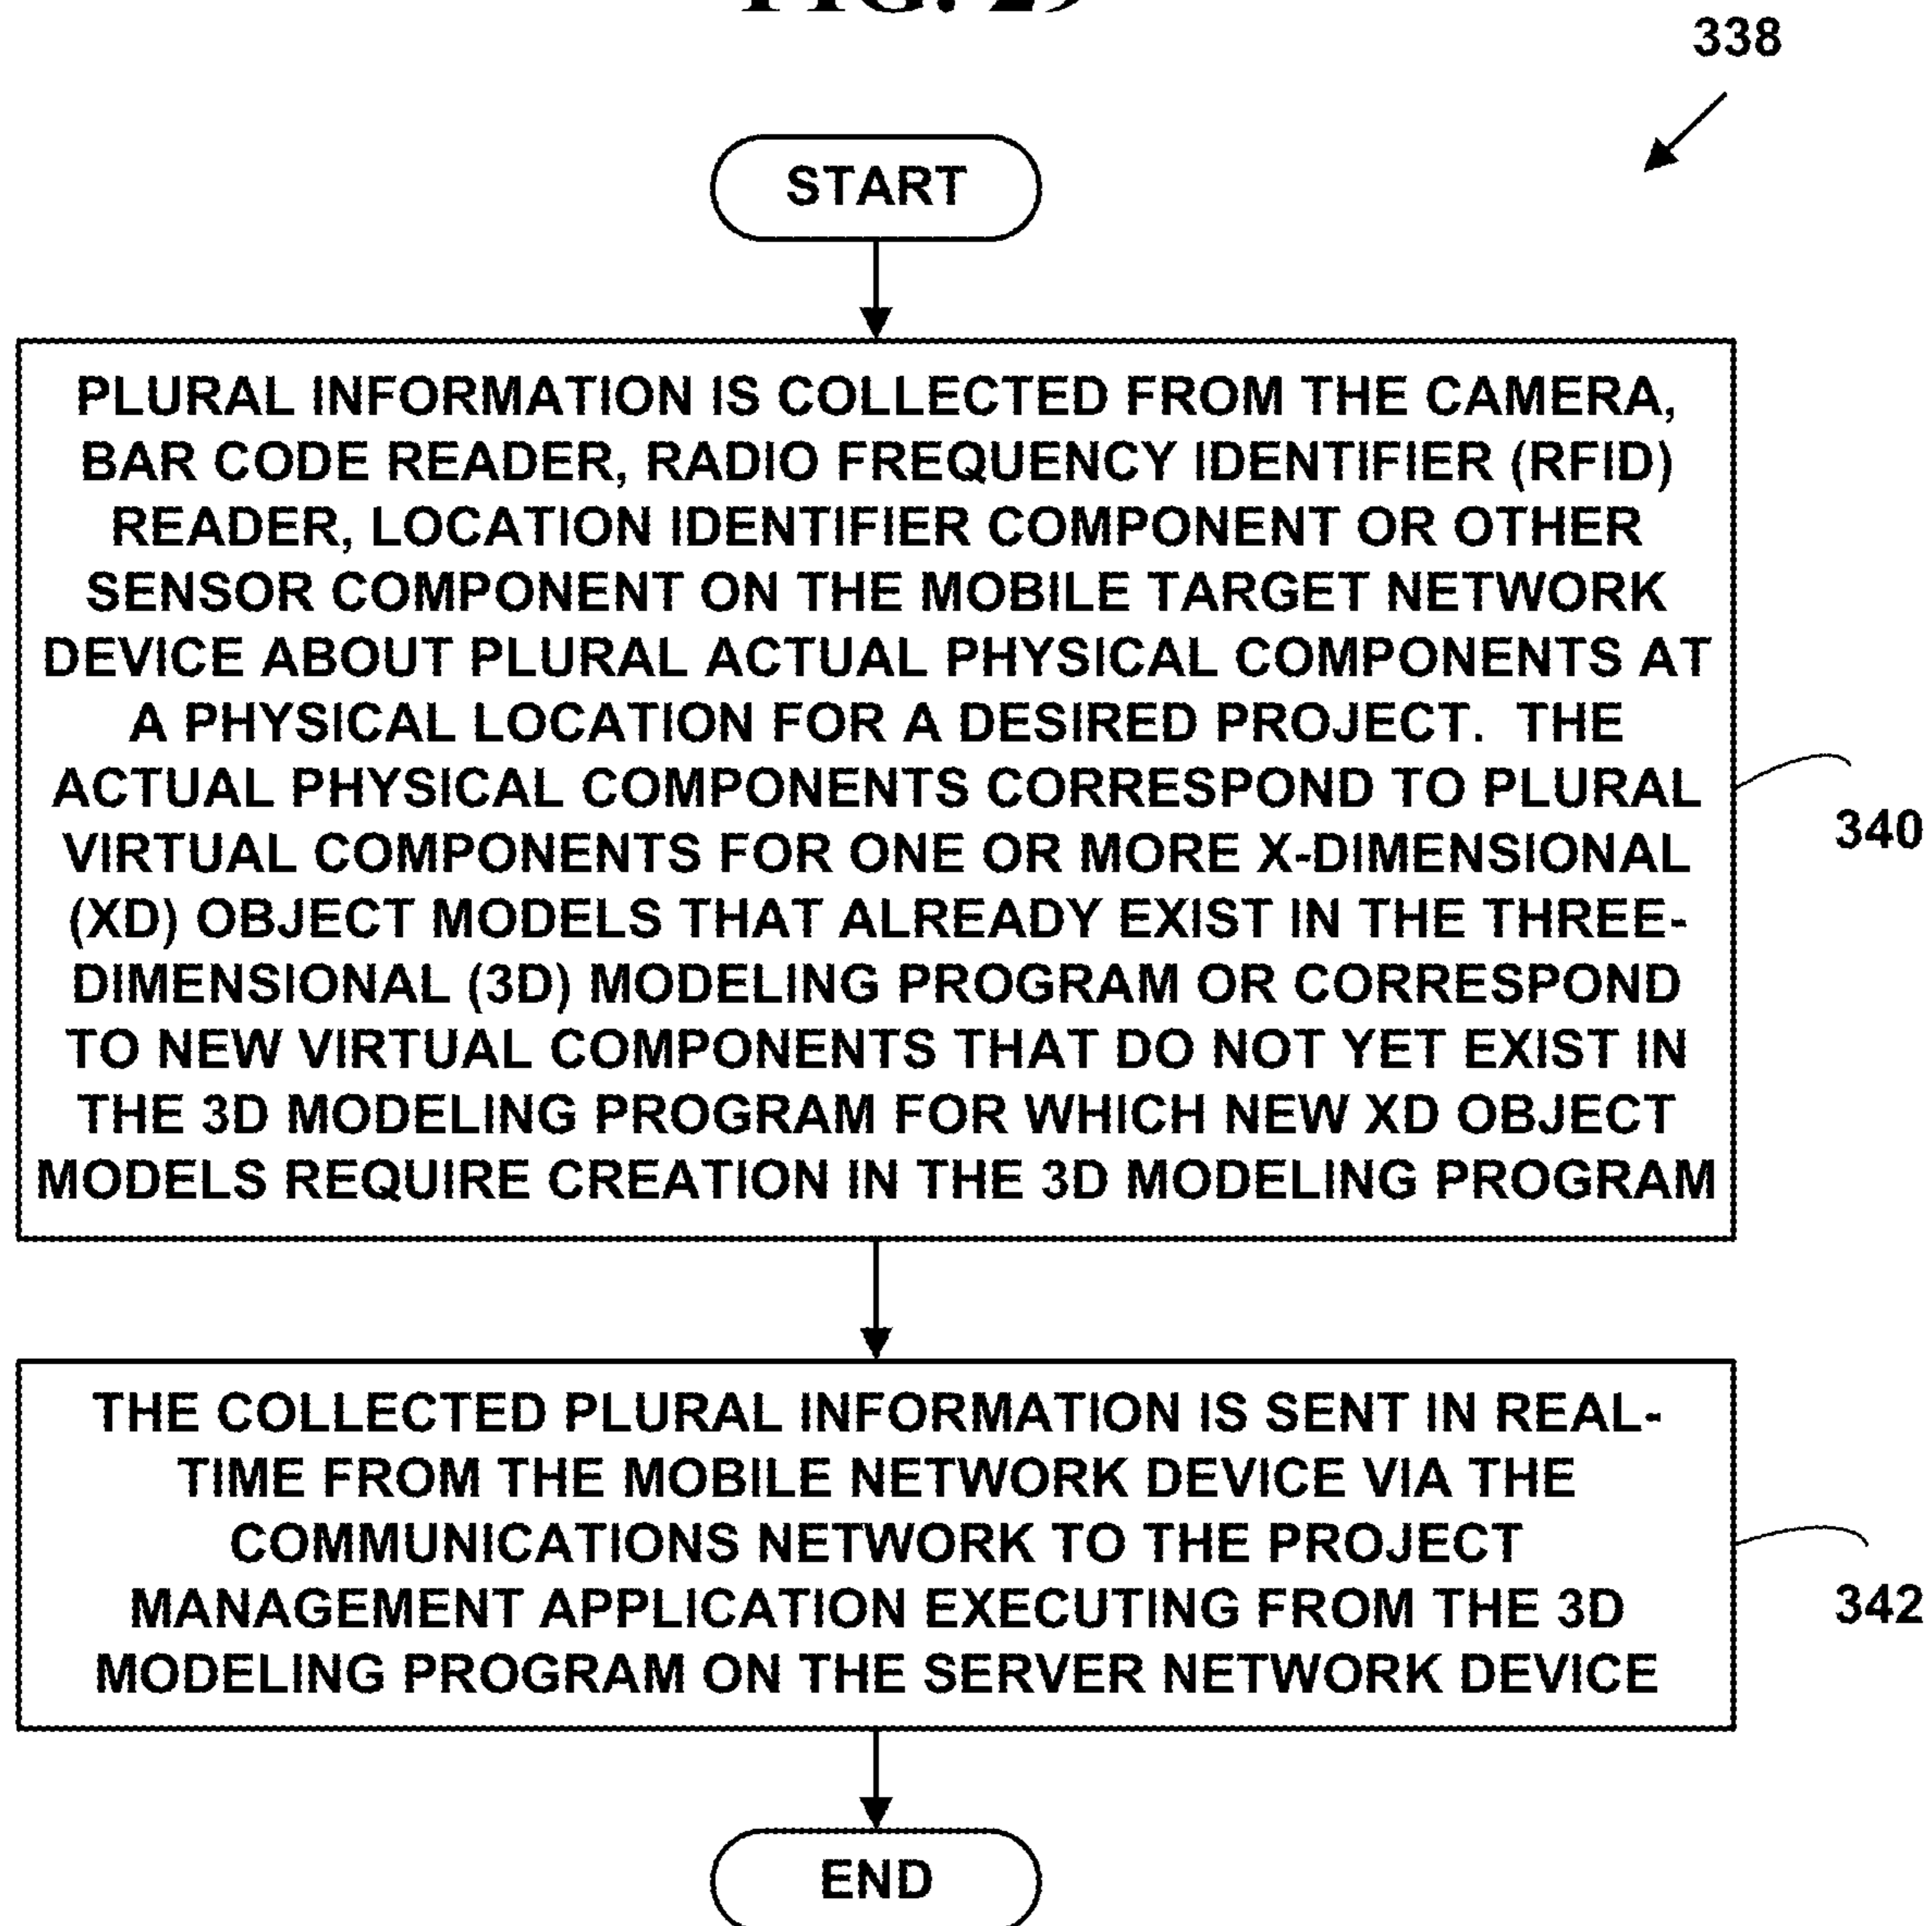 FIG.
338
START
PLURAL INFORMATION IS COLLECTED FROM THE CAMERA,
BAR CODE READER, RADIO FREQUENCY IDENTIFIER (RFID)
READER, LOCATION IDENTIFIER COMPONENT OR OTHER
SENSOR COMPONENT ON THE MOBILE TARGET NETWORK
DEVICE ABOUT PLURAL ACTUAL PHYSICAL COMPONENTS AT
A PHYSICAL LOCATION FOR A DESIRED PROJECT. THE
ACTUAL PHYSICAL COMPONENTS CORRESPOND TO PLURAL
VIRTUAL COMPONENTS FOR ONE OR MORE X-DIMENSIONAL
(XD) OBJECT MODELS THAT ALREADY EXIST IN THE THREE-
DIMENSIONAL (3D) MODELING PROGRAM OR CORRESPOND
TO NEW VIRTUAL COMPONENTS THAT DO NOT YET EXIST IN
THE 3D MODELING PROGRAM FOR WHICH NEW XD OBJECT
MODELS REQUIRE CREATION IN THE 3D MODELING PROGRAM
340
THE COLLECTED PLURAL INFORMATION IS SENT IN REAL-
TIME FROM THE MOBILE NETWORK DEVICE VIA THE
COMMUNICATIONS NETWORK TO THE PROJECT
MANAGEMENT APPLICATION EXECUTING FROM THE 3D
MODELING PROGRAM ON THE SERVER NETWORK DEVICE
342
END